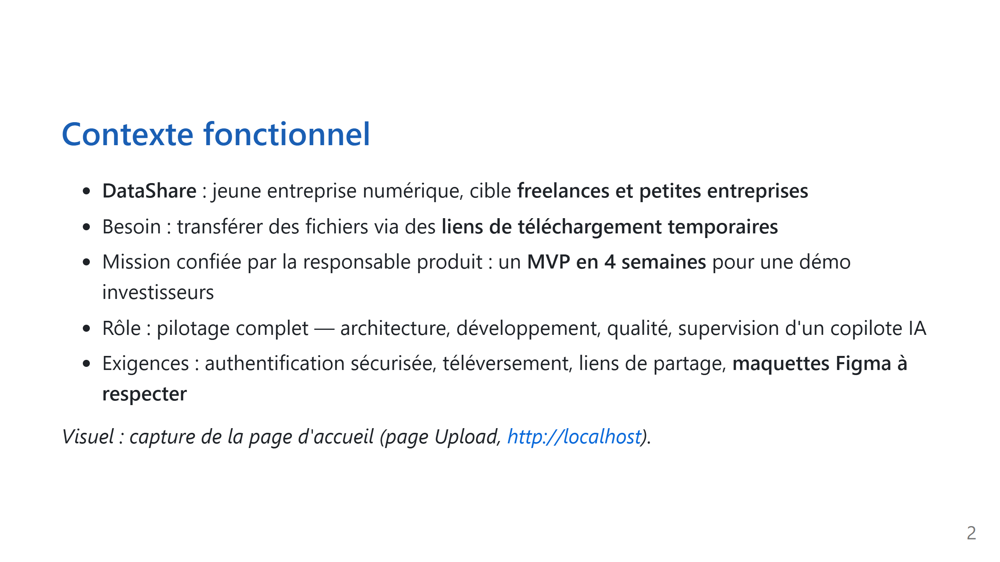 Contexte fonctionnel
• DataShare : jeune entreprise numérique, cible freelances et petites entreprises
• Besoin : transférer des fichiers via des liens de téléchargement temporaires
• Mission confiée par la responsable produit : un MVP en 4 semaines pour une démo
investisseurs
• Rôle : pilotage complet — architecture, développement, qualité, supervision d'un copilote IA
• Exigences : authentification sécurisée, téléversement, liens de partage, maquettes Figma à
respecter
Visuel : capture de la page d'accueil (page Upload, http://localhost).
2